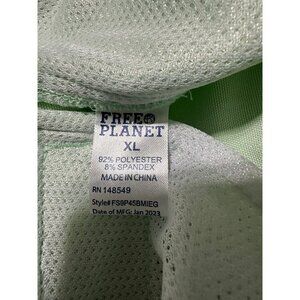 FREE®
PLANET
XL
92% POLYESTER
8% SPANDEX
MADE IN CHINA
RN 148549
Style# FS9P45BMIEG
Date of MFG: Jan 2023